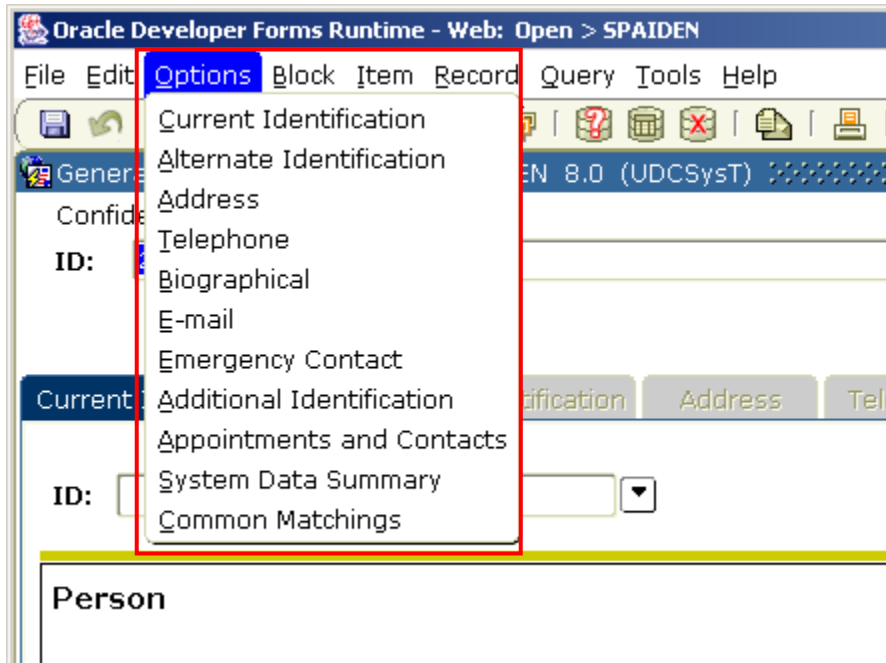 Oracle Developer Forms Runtime - Web: Open > SPAIDEN
File Edit Options Block Item Record Query Tools Help
Current Identification
Alternate Identification
Gener EN 8.0 (UDCSysT)
Address
Confide
Telephone
ID:
Biographical
E-mail
Emergency Contact
Current Additional Identification tification Address Tel
Appointments and Contacts
System Data Summary
ID:
Common Matchings
Person